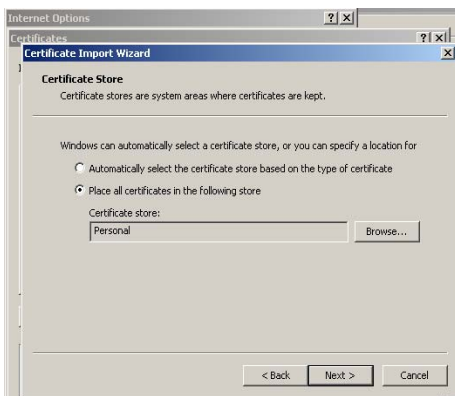 Internet Options
Certificates
Certificate Import Wizard
Certificate Store
Certificate stores are system areas where certificates are kept.
Windows can automatically select a certificate store, or you can specify a location for
Automatically select the certificate store based on the type of certificate
Place all certificates in the following store
Certificate store:
Personal
Browse...
< Back
Next >
Cancel